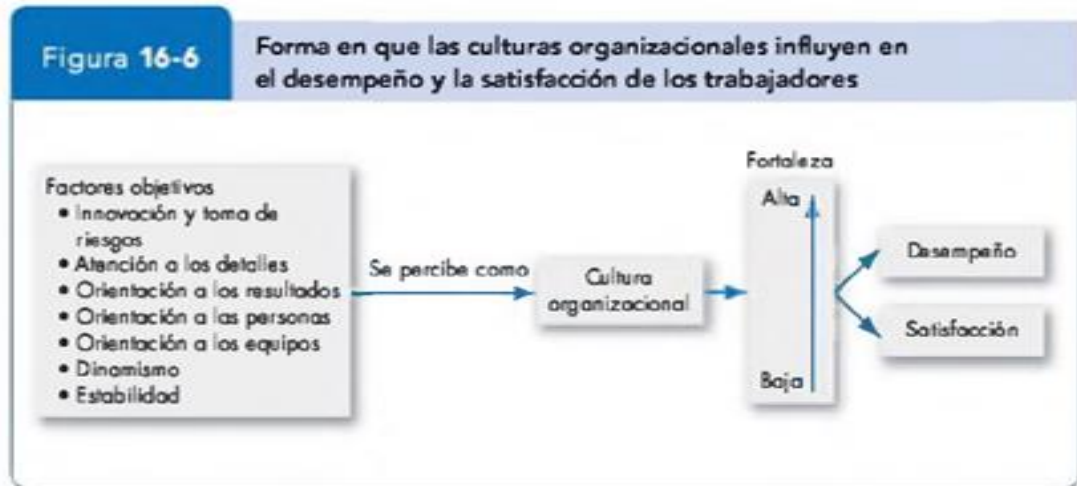 Figura 16-6
Forma en que las culturas organizacionales influyen en
el desempeño y la satisfacción de los trabajadores
Factores objetivos
• Innovación y toma de
riesgos
• Atención a los detalles
• Orientación a los resultados
• Orientación a las personas
• Orientación a los equipos
• Dinamismo
• Estabilidad
Se percibe como
Cultura
organizacional
Fortaleza
Alta
Baja
Desempeño
Satisfacción